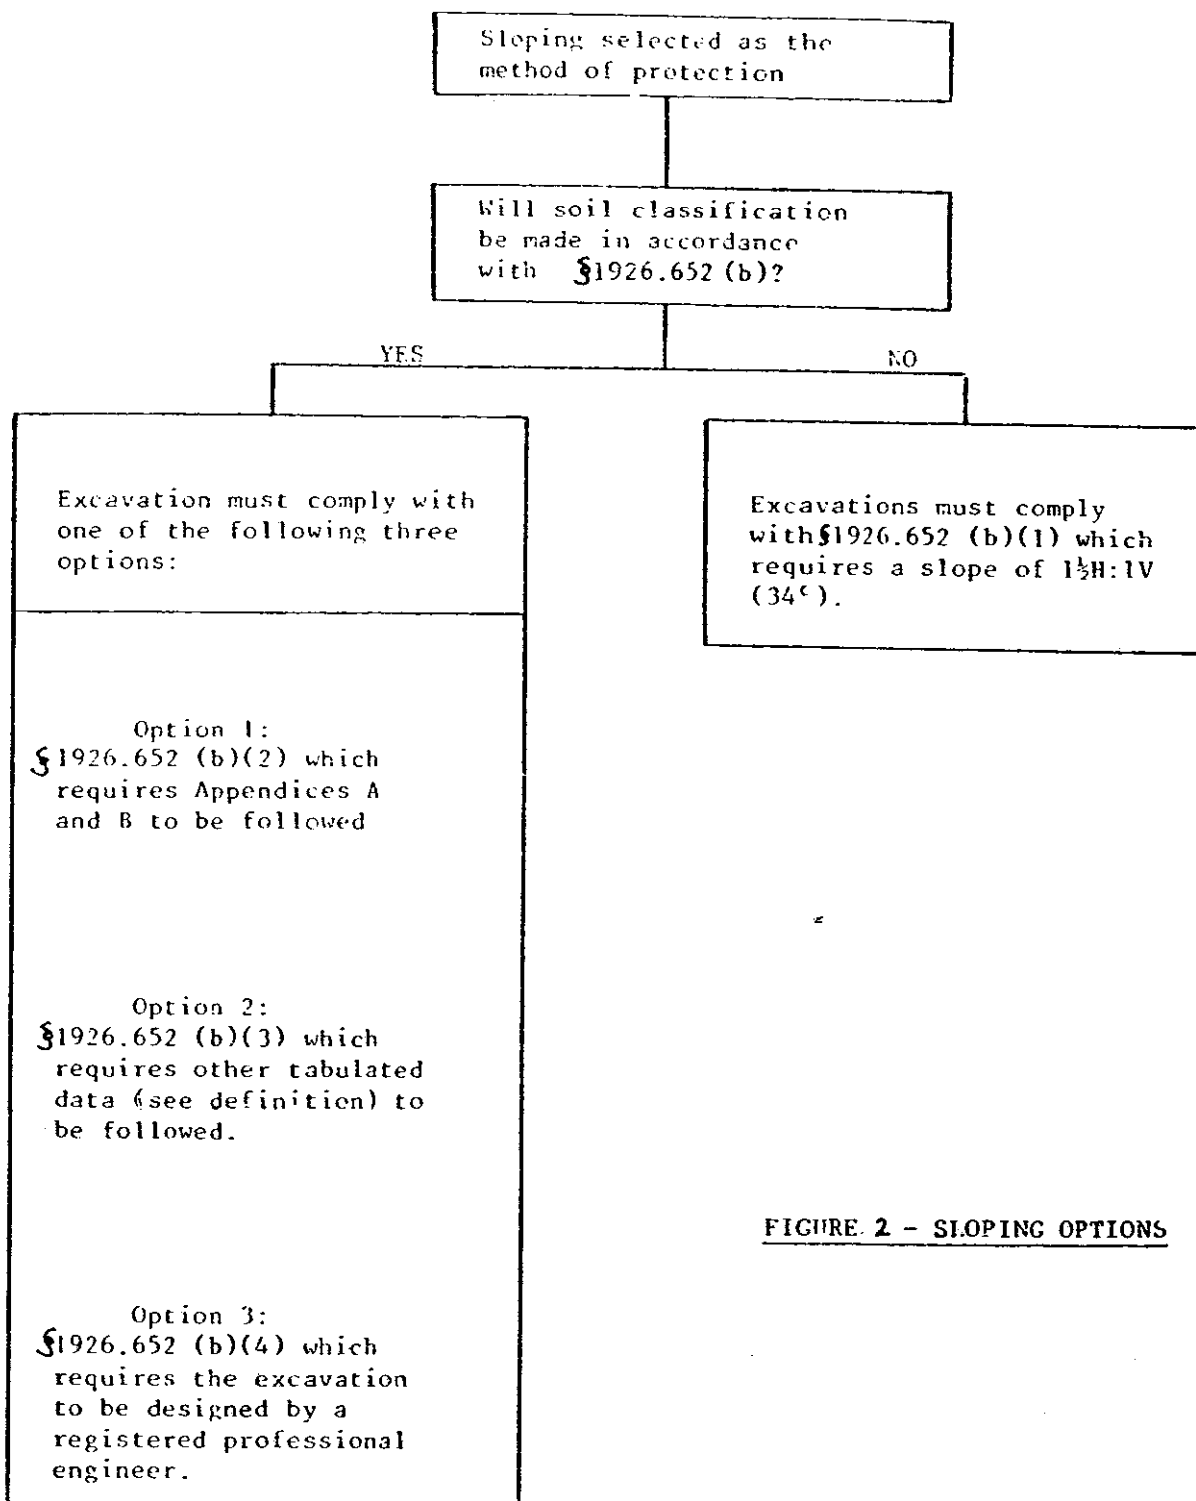 Sloping selected as the
method of protection
Will soil classification
be made in accordance
with §1926.652 (b)?
YES
NO
Excavation must comply with
one of the following three
options:
Excavations must comply
with §1926.652 (b)(1) which
requires a slope of 1½H:1V
(34°).
Option 1:
§1926.652 (b)(2) which
requires Appendices A
and B to be followed
Option 2:
§1926.652 (b)(3) which
requires other tabulated
data (see definition) to
be followed.
Option 3:
§1926.652 (b)(4) which
requires the excavation
to be designed by a
registered professional
engineer.
FIGURE 2 - SLOPING OPTIONS